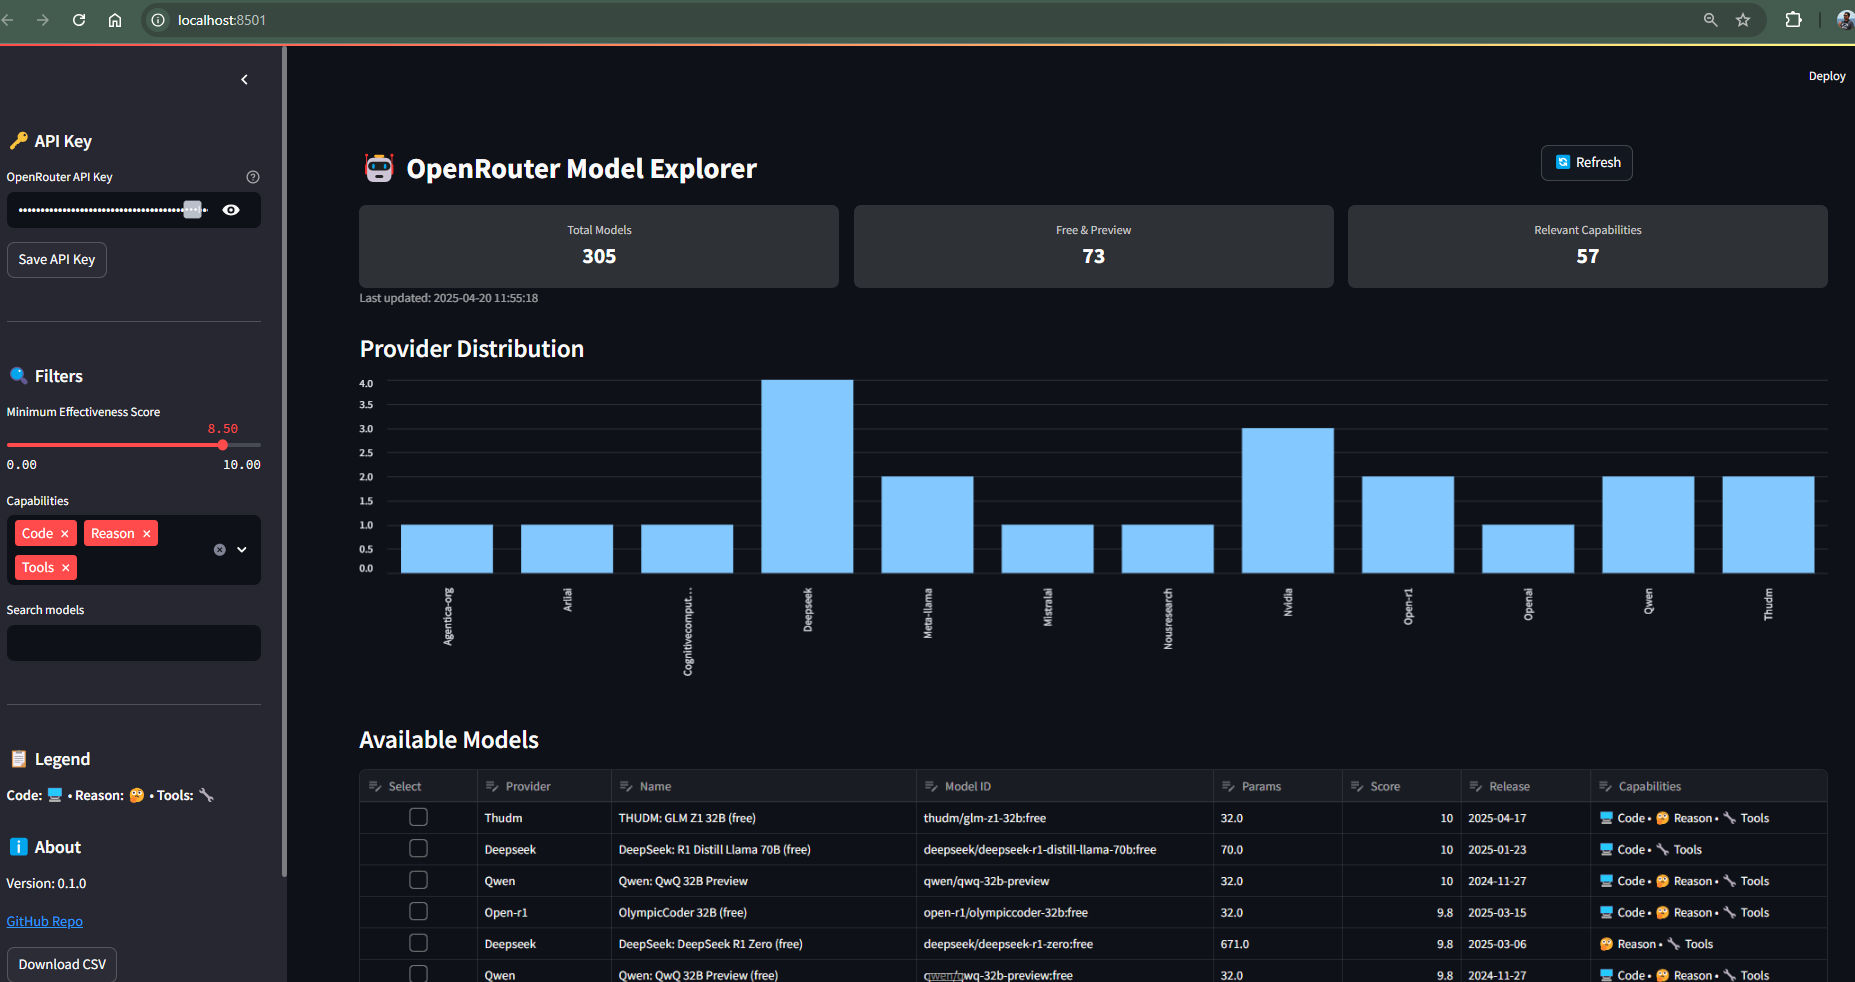 localhost:8501
Deploy
API Key
OpenRouter API Key
Save API Key
Filters
Minimum Effectiveness Score
8.50
0.00 10.00
Capabilities
Code × Reason ×
Tools ×
Search models
Legend
Code: • Reason: • Tools:
About
Version: 0.1.0
GitHub Repo
Download CSV
OpenRouter Model Explorer
Refresh
Total Models
305
Free & Preview
73
Relevant Capabilities
57
Last updated: 2025-04-20 11:55:18
Provider Distribution
4.0
3.5
3.0
2.5
2.0
1.5
1.0
0.5
0.0
Agentica-org
Arliai
Cognitivecomput...
Deepseek
Meta-llama
Mistralai
Nousresearch
Nvidia
Open-r1
Openai
Qwen
Thudm
Available Models
Select Provider Name Model ID Params Score Release Capabilities
Thudm THUDM: GLM Z1 32B (free) thudm/glm-z1-32b:free 32.0 10 2025-04-17 Code • Reason • Tools
Deepseek DeepSeek: R1 Distill Llama 70B (free) deepseek/deepseek-r1-distill-llama-70b:free 70.0 10 2025-01-23 Code • Tools
Qwen Qwen: QwQ 32B Preview qwen/qwq-32b-preview 32.0 10 2024-11-27 Code • Reason • Tools
Open-r1 OlympicCoder 32B (free) open-r1/olympiccoder-32b:free 32.0 9.8 2025-03-15 Code • Reason • Tools
Deepseek DeepSeek: DeepSeek R1 Zero (free) deepseek/deepseek-r1-zero:free 671.0 9.8 2025-03-06 Reason • Tools
Qwen Qwen: QwQ 32B Preview (free) qwen/qwq-32b-preview:free 32.0 9.8 2024-11-27 Code • Reason • Tools